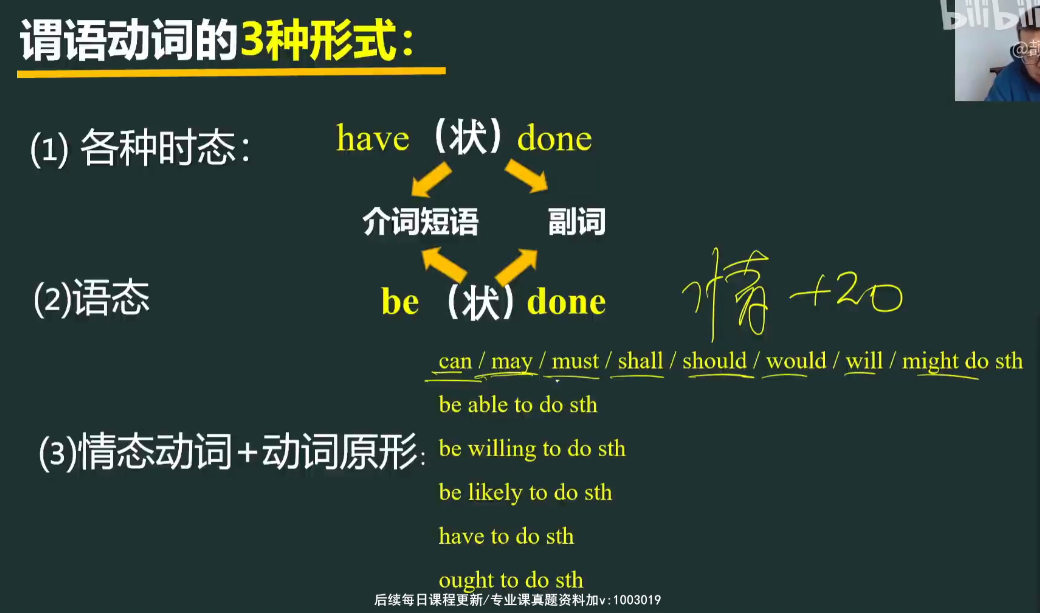 谓语动词的3种形式：
bilibili
(1) 各种时态：
have（状）done
介词短语 副词
(2)语态
be（状）done
情 +20
can / may / must / shall / should / would / will / might do sth
be able to do sth
(3)情态动词+动词原形：
be willing to do sth
be likely to do sth
have to do sth
ought to do sth
后续每日课程更新/专业课真题资料加v:1003019